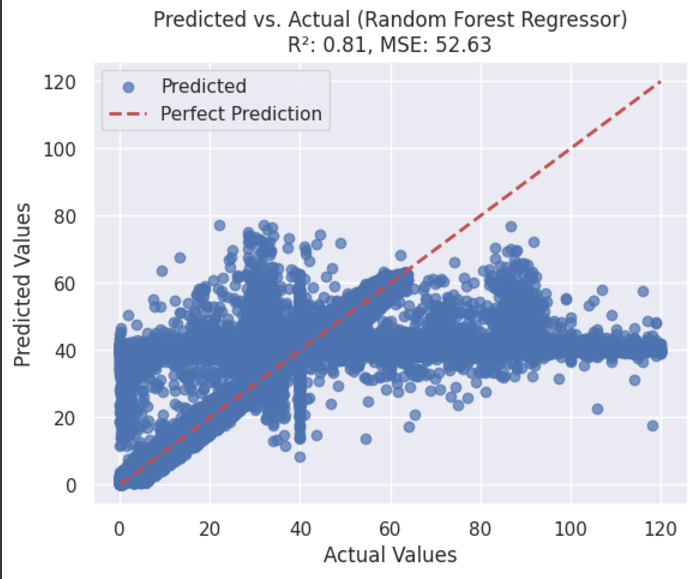 Predicted vs. Actual (Random Forest Regressor)
R²: 0.81, MSE: 52.63
Predicted
Perfect Prediction
120
100
80
60
40
20
0
Predicted Values
0 20 40 60 80 100 120
Actual Values